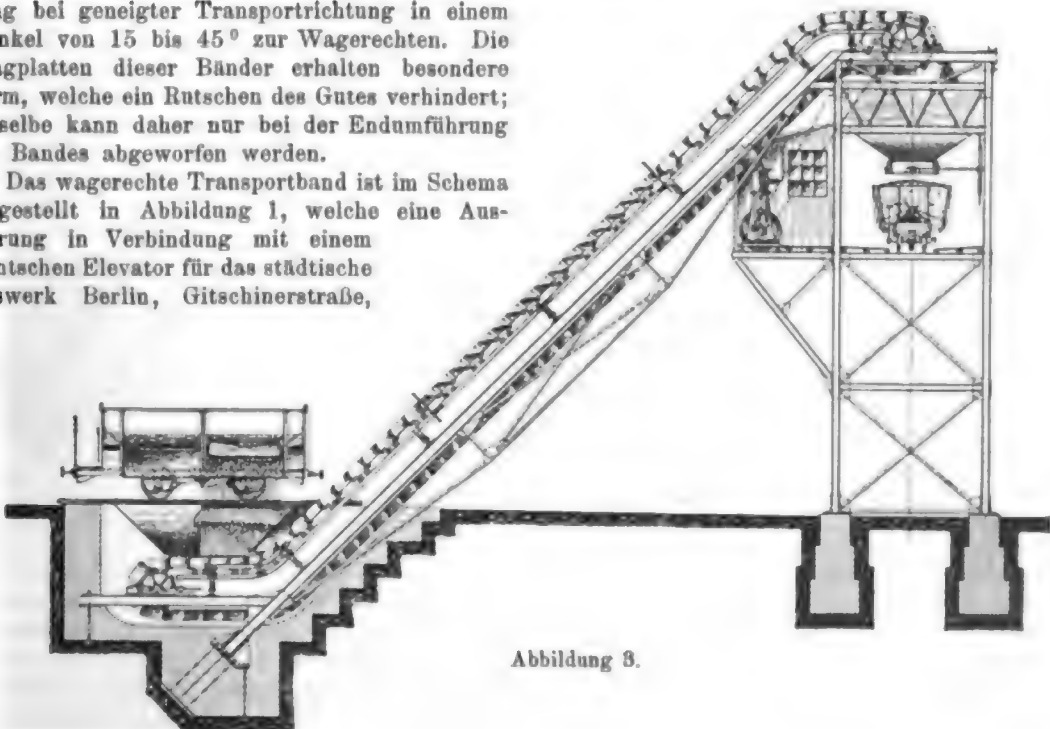 ng bei geneigter Transportrichtung in einem
nkel von 15 bis 45° zur Wagerechten. Die
gplatten dieser Bänder erhalten besondere
rm, welche ein Rutschen des Gutes verhindert;
selbe kann daher nur bei der Endumführung
Bandes abgeworfen werden.
Das wagerechte Transportband ist im Schema
gestellt in Abbildung 1, welche eine Aus-
rung in Verbindung mit einem
ntschen Elevator für das städtische
swerk Berlin, Gitschinerstraße,
Abbildung 3.